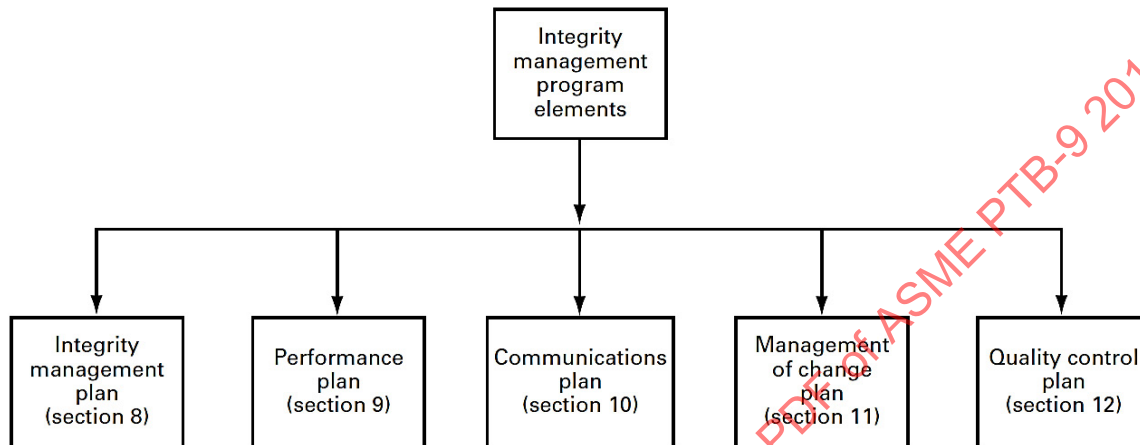 Integrity
management
program
elements
Integrity
management
plan
(section 8)
Performance
plan
(section 9)
Communications
plan
(section 10)
Management
of change
plan
(section 11)
Quality control
plan
(section 12)
PDF of ASME PTB-9 201